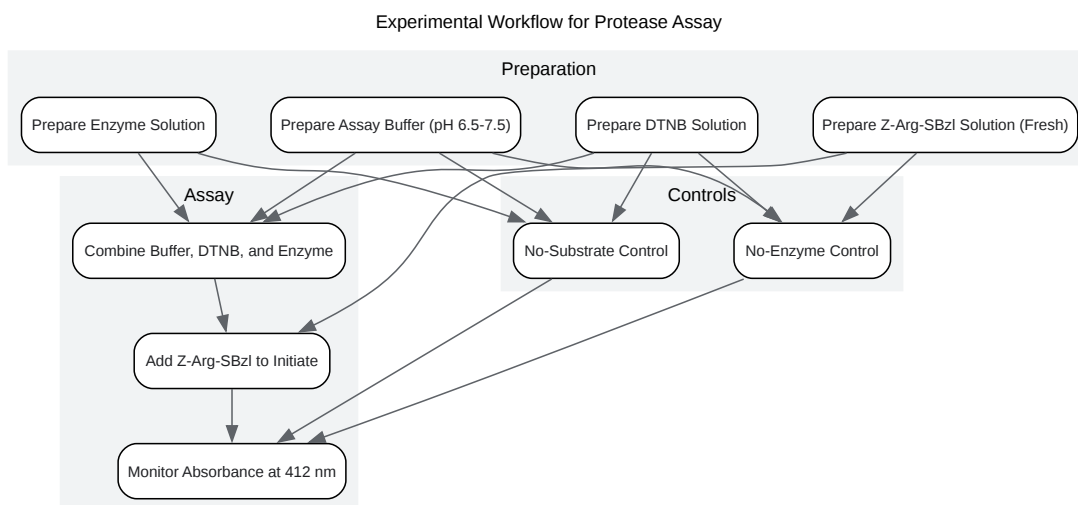 Experimental Workflow for Protease Assay
Preparation
Prepare Enzyme Solution
Prepare Assay Buffer (pH 6.5-7.5)
Prepare DTNB Solution
Prepare Z-Arg-SBzl Solution (Fresh)
Assay
Controls
Combine Buffer, DTNB, and Enzyme
No-Substrate Control
No-Enzyme Control
Add Z-Arg-SBzl to Initiate
Monitor Absorbance at 412 nm